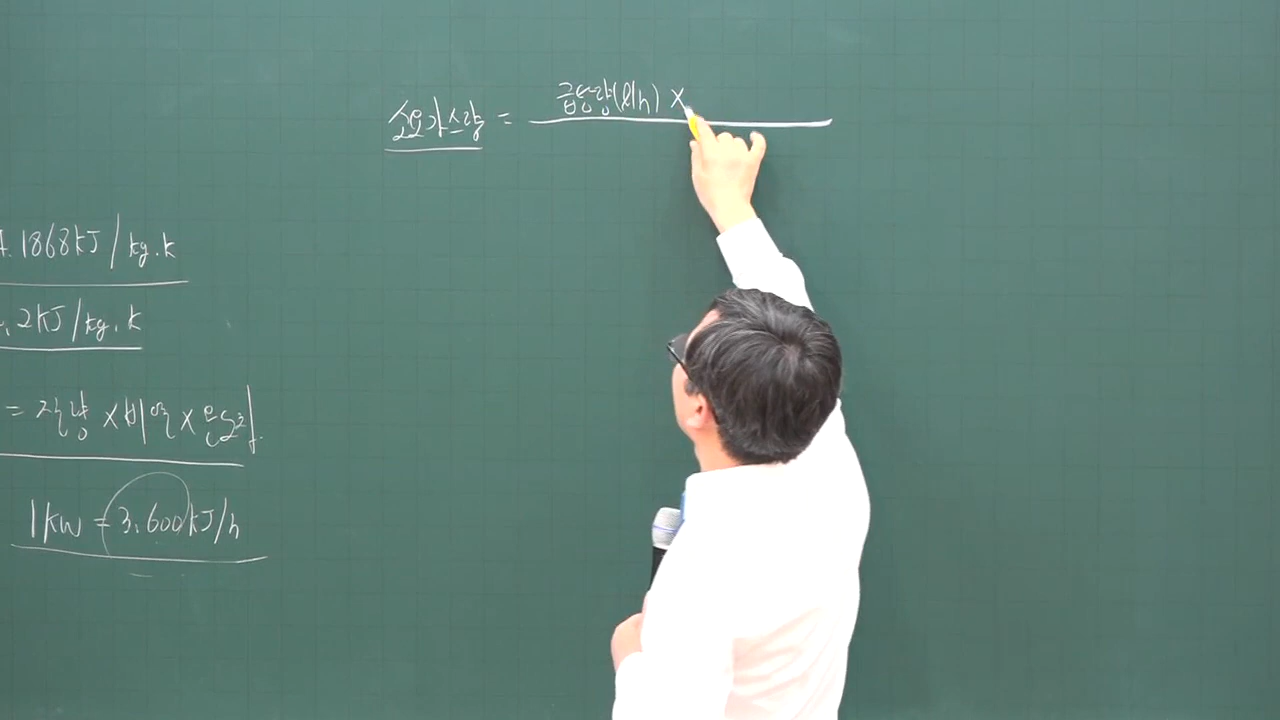 소요가스량 = 급탕량(l/h) ×
4.1868kJ/kg.k
.2kJ/kg.k
= 질량 × 비열 × 온도차.
1kW = 3.600kJ/h